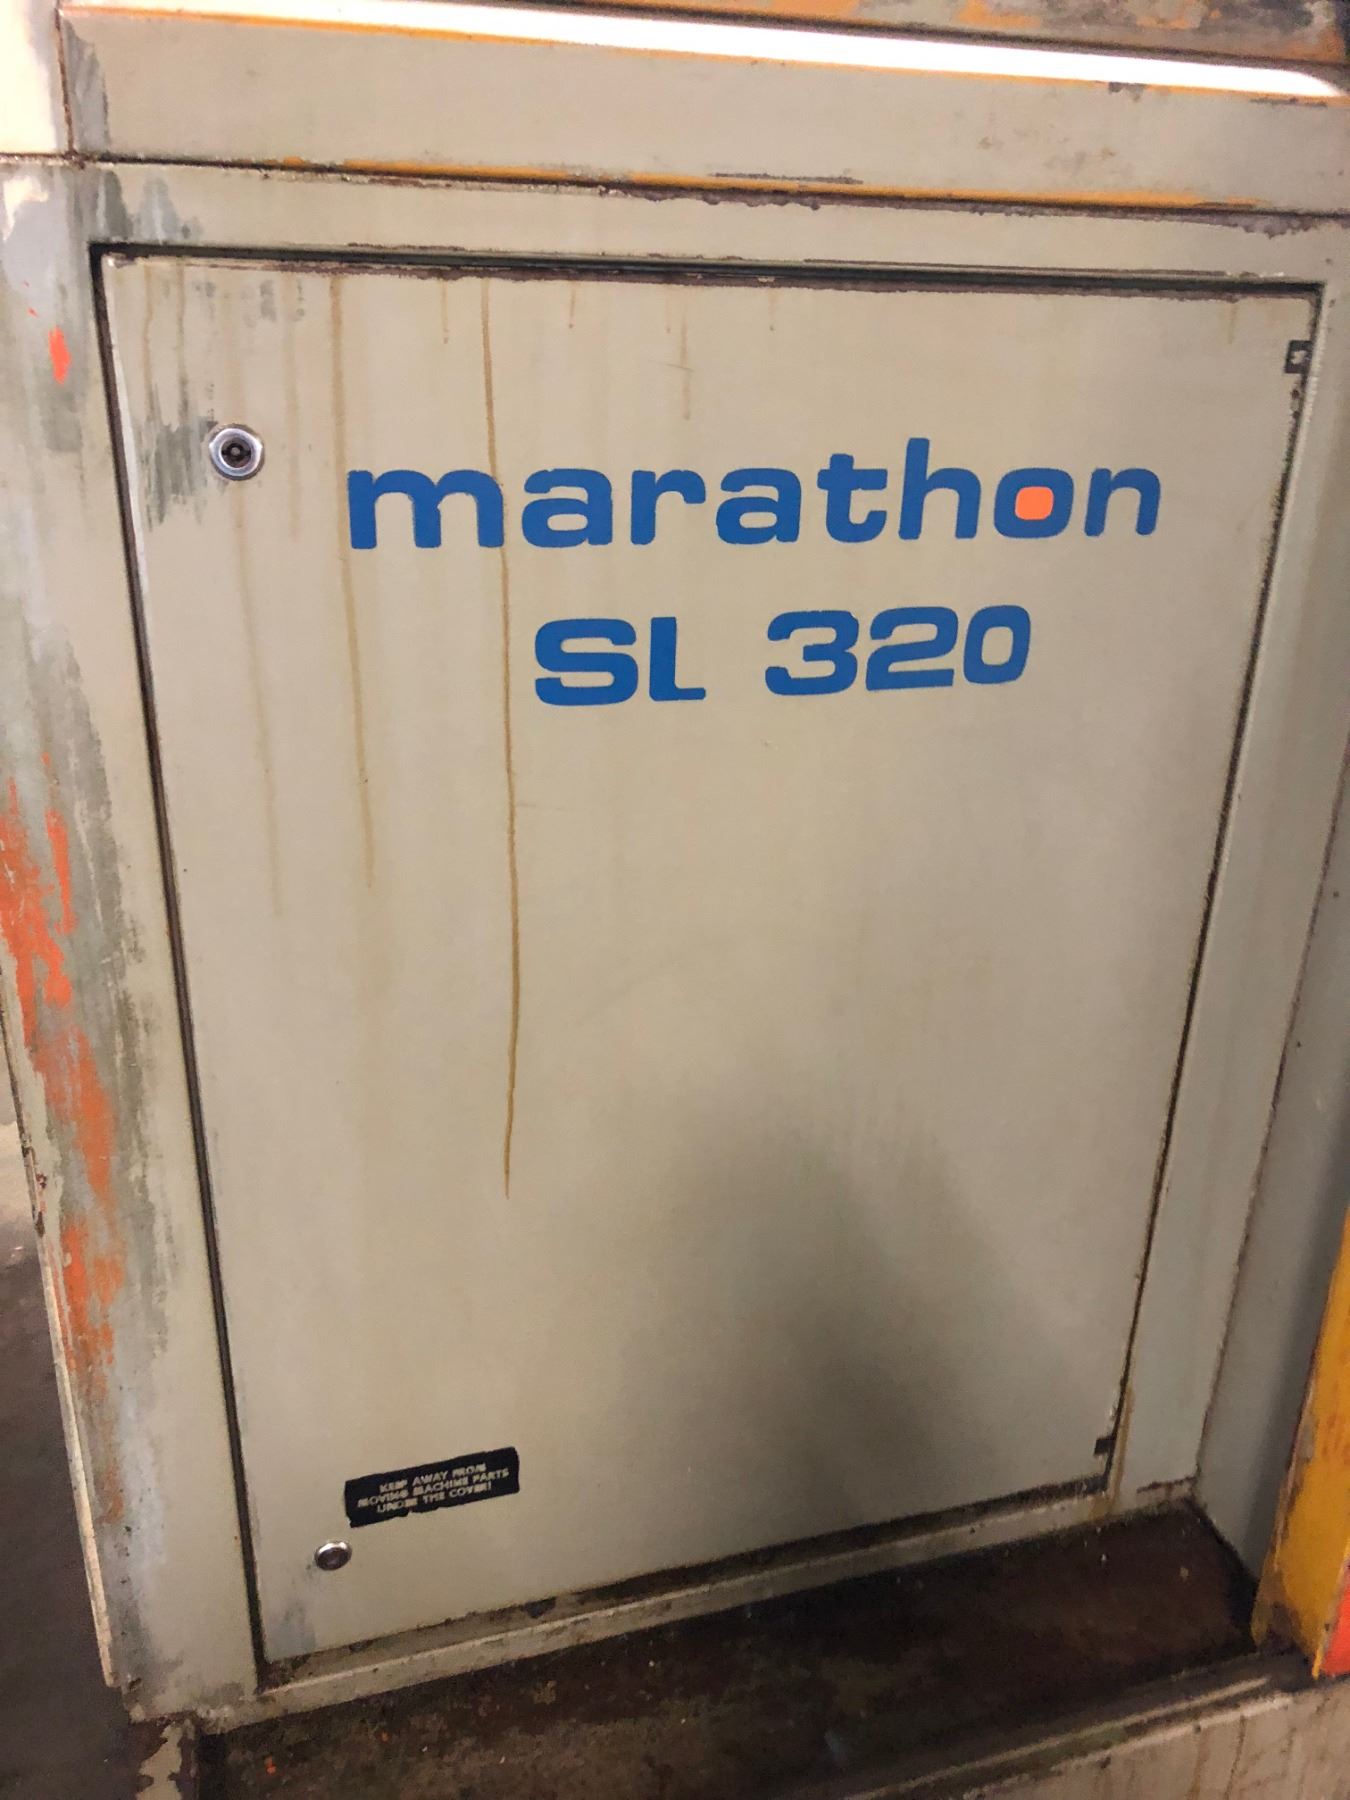 marathon
SL 320
KEEP AWAY FROM
MOVING MACHINE PARTS
UNDER THE COVER!